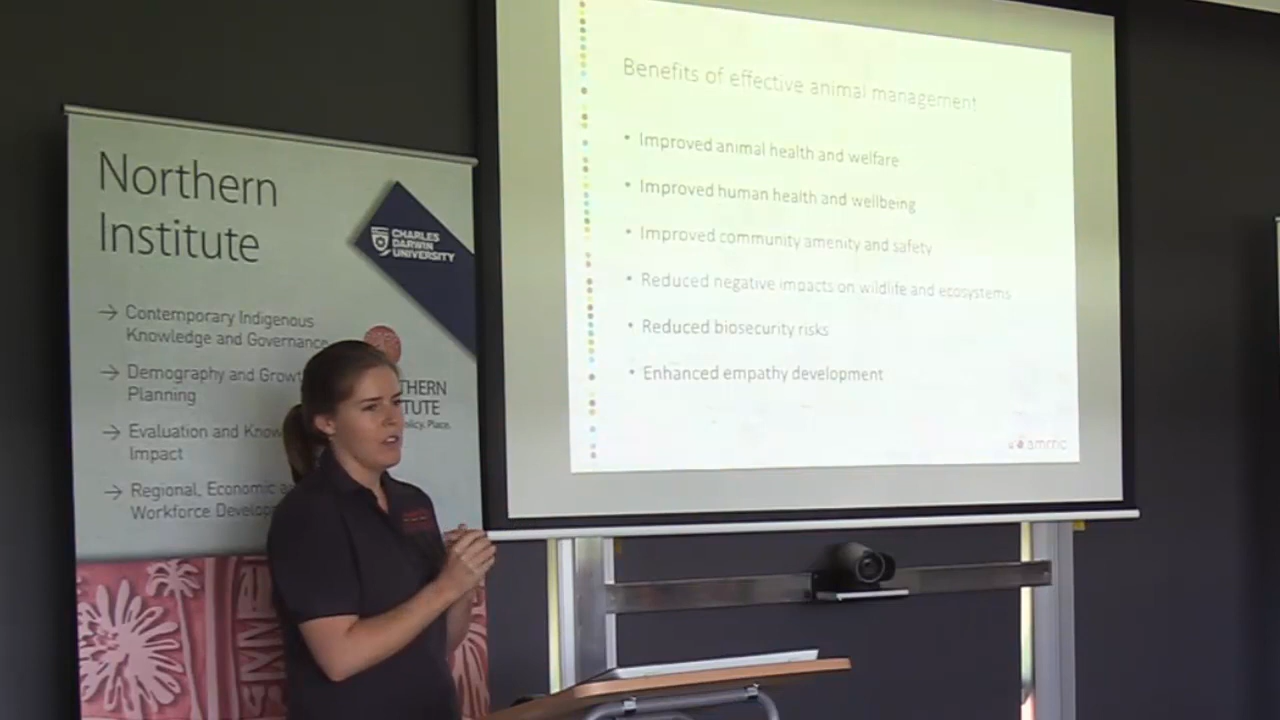 Northern
Institute
CHARLES
DARWIN
UNIVERSITY
→ Contemporary Indigenous
Knowledge and Governance
→ Demography and Growt
Planning
→ Evaluation and Know
Impact
→ Regional, Economic a
Workforce Develop
THERN
TUTE
olicy. Place.
Benefits of effective animal management
• Improved animal health and welfare
• Improved human health and wellbeing
• Improved community amenity and safety
• Reduced negative impacts on wildlife and ecosystems
• Reduced biosecurity risks
• Enhanced empathy development
amrric